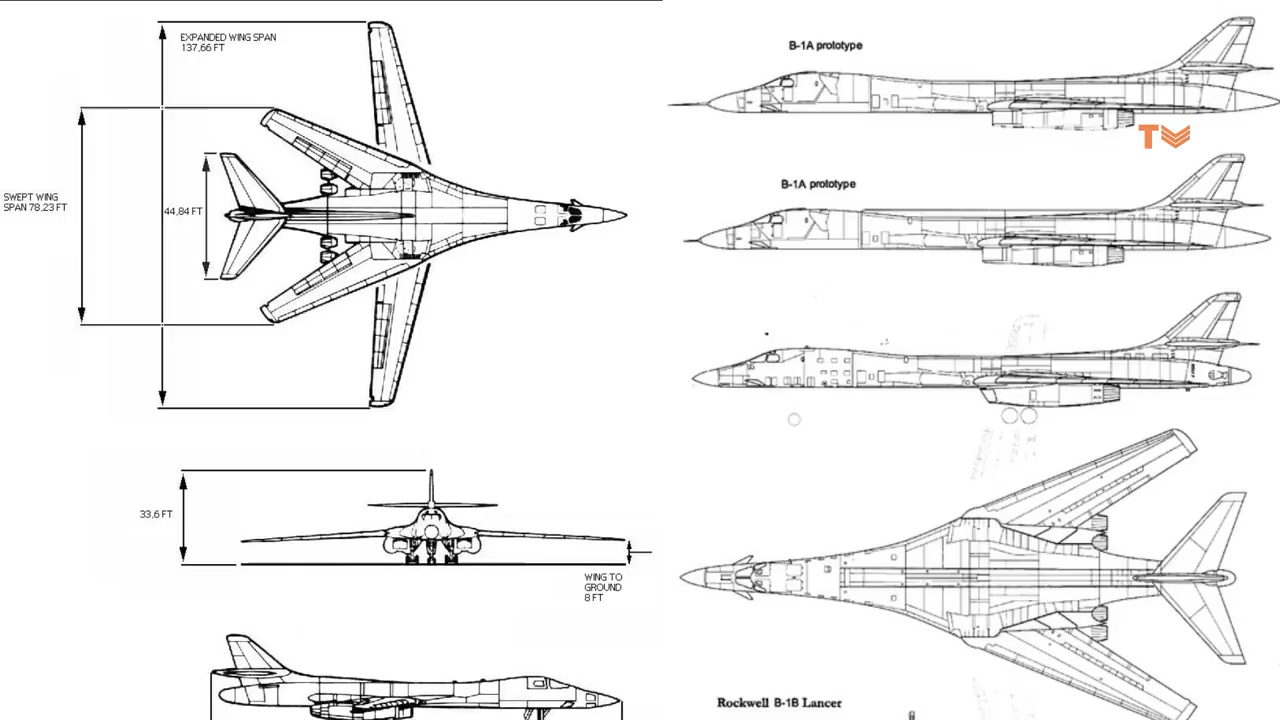 EXPANDED WING SPAN
137,66 FT
SWEPT WING
SPAN 78,23 FT
44,84 FT
33,6 FT
WING TO
GROUND
8 FT
B-1A prototype
T
B-1A prototype
Rockwell B-1B Lancer